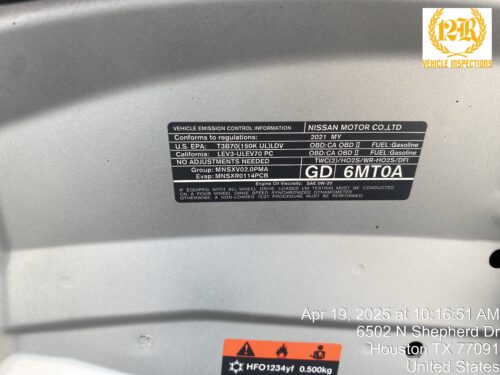 12R
VEHICLE INSPECTIONS
VEHICLE EMISSION CONTROL INFORMATION NISSAN MOTOR CO.,LTD
Conforms to regulations: 2021 MY
U.S. EPA: T3B70(150K UL)LDV OBD:CA OBD II FUEL:Gasoline
California: LEV3-ULEV70 PC OBD:CA OBD II FUEL:Gasoline
NO ADJUSTMENTS NEEDED TWC(2)/HO2S/WR-HO2S/DFI
Group: MNSXV02.0PMA
Evap: MNSXR0114PCB
GD 6MT0A
Engine Oil Viscosity: SAE 0W-20
IF EQUIPPED WITH ALL WHEEL DRIVE, LOADED I/M TESTING MUST BE CONDUCTED
ON A FOUR WHEEL DRIVE SPEED SYNCHRONIZED DYNAMOMETER.
OTHERWISE A NON-LOADED TEST MUST BE PERFORMED.
Apr 19, 2025 at 10:16:51 AM
6502 N Shepherd Dr
Houston TX 77091
United States
HFO1234yf 0.500kg